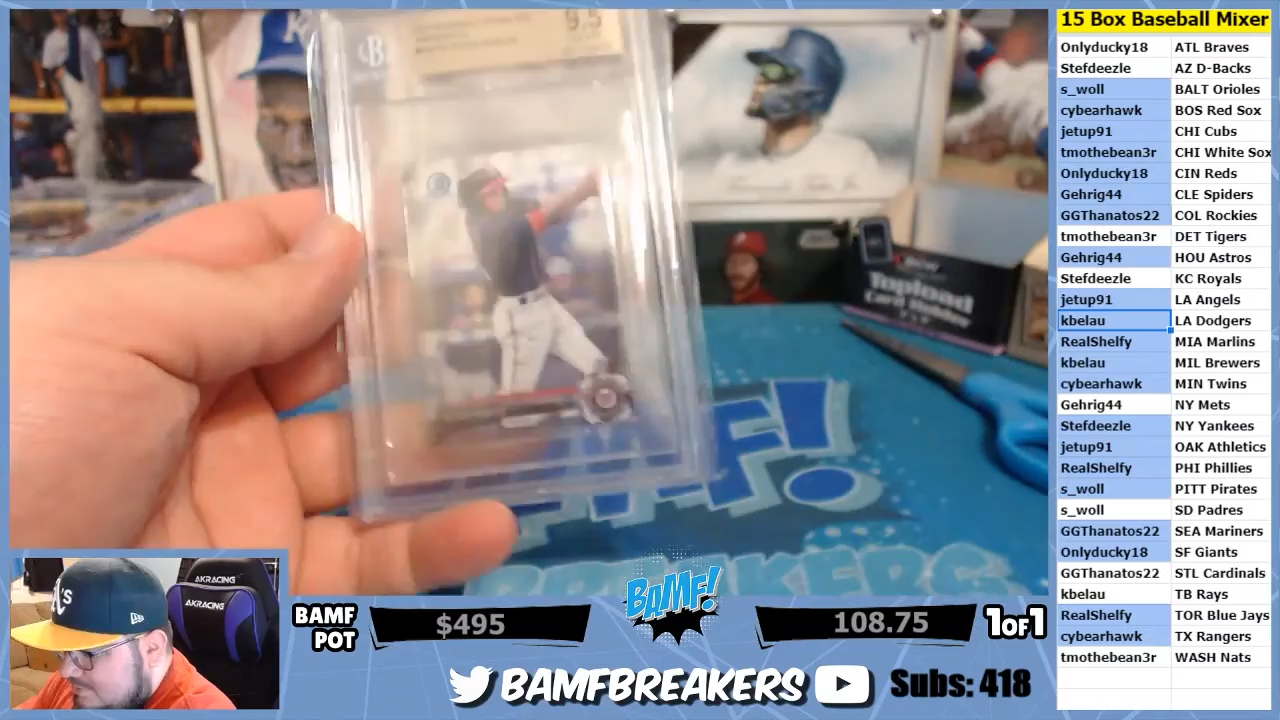 9.5
Topload
Card Holder
15 Box Baseball Mixer
Onlyducky18 ATL Braves
Stefdeezle AZ D-Backs
s_woll BALT Orioles
cybearhawk BOS Red Sox
jetup91 CHI Cubs
tmothebean3r CHI White Sox
Onlyducky18 CIN Reds
Gehrig44 CLE Spiders
GGThanatos22 COL Rockies
tmothebean3r DET Tigers
Gehrig44 HOU Astros
Stefdeezle KC Royals
jetup91 LA Angels
kbelau LA Dodgers
RealShelfy MIA Marlins
kbelau MIL Brewers
cybearhawk MIN Twins
Gehrig44 NY Mets
Stefdeezle NY Yankees
jetup91 OAK Athletics
RealShelfy PHI Phillies
s_woll PITT Pirates
s_woll SD Padres
GGThanatos22 SEA Mariners
Onlyducky18 SF Giants
GGThanatos22 STL Cardinals
kbelau TB Rays
RealShelfy TOR Blue Jays
cybearhawk TX Rangers
tmothebean3r WASH Nats
AKRACING
AKRACING
A's
BAMF POT
$495
BAMF!
108.75
1OF1
BAMFBREAKERS
Subs: 418